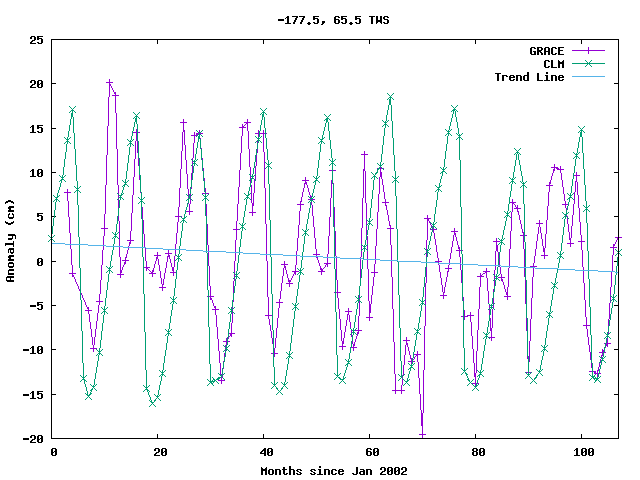 -177.5, 65.5 TWS
GRACE
CLM
Trend Line
Anomaly (cm)
25
20
15
10
5
0
-5
-10
-15
-20
0 20 40 60 80 100
Months since Jan 2002